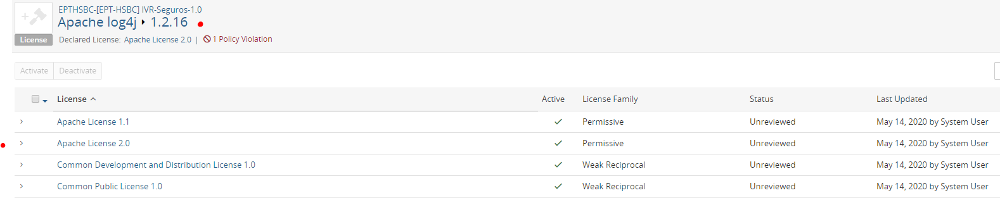 EPTHSBC-[EPT-HSBC] IVR-Seguros-1.0
Apache log4j 1.2.16
License Declared License: Apache License 2.0 | 1 Policy Violation
Activate Deactivate
License Active License Family Status Last Updated
Apache License 1.1 Permissive Unreviewed May 14, 2020 by System User
Apache License 2.0 Permissive Unreviewed May 14, 2020 by System User
Common Development and Distribution License 1.0 Weak Reciprocal Unreviewed May 14, 2020 by System User
Common Public License 1.0 Weak Reciprocal Unreviewed May 14, 2020 by System User